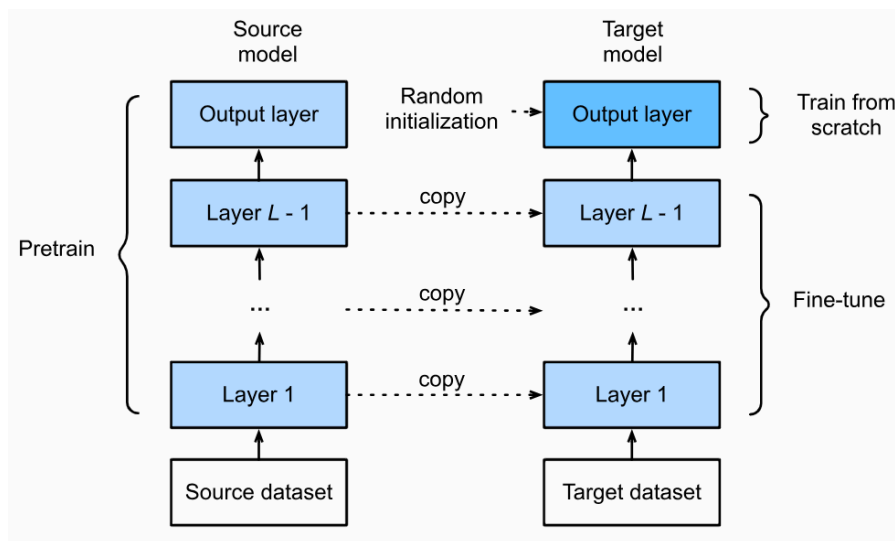 Source
model
Target
model
Output layer
Random
initialization
Output layer
Train from
scratch
Layer L - 1
copy
Layer L - 1
Pretrain
...
copy
...
Fine-tune
Layer 1
copy
Layer 1
Source dataset
Target dataset